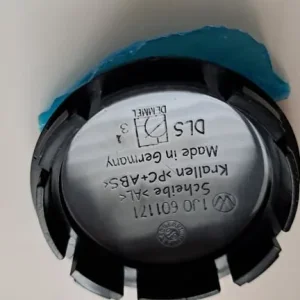 1J0 601171
Scheibe >AL<
Krallen >PC+ABS<
Made in Germany
DLS
3
DEMMEL